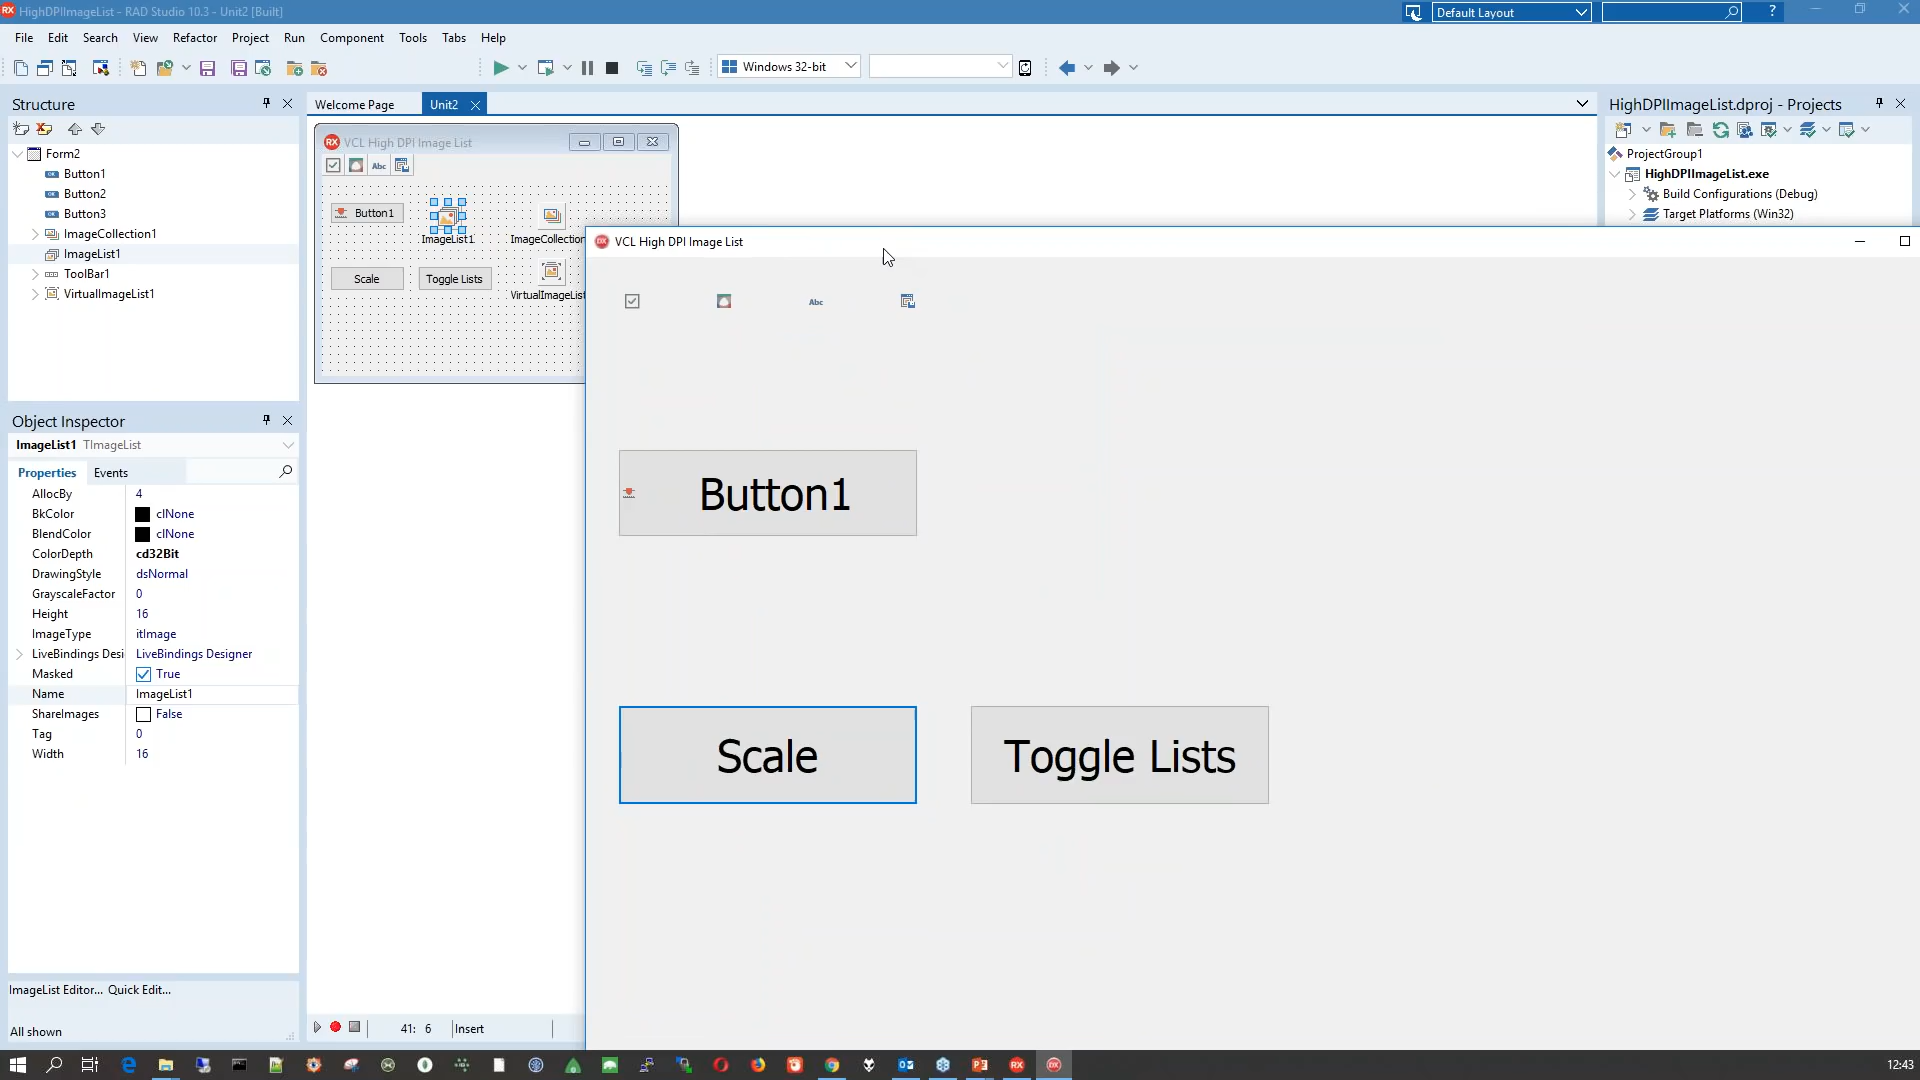 HighDPIImageList - RAD Studio 10.3 - Unit2 [Built]
Default Layout
File Edit Search View Refactor Project Run Component Tools Tabs Help
Windows 32-bit
Structure
Form2
Button1
Button2
Button3
ImageCollection1
ImageList1
ToolBar1
VirtualImageList1
Object Inspector
ImageList1 TImageList
Properties Events
AllocBy 4
BkColor clNone
BlendColor clNone
ColorDepth cd32Bit
DrawingStyle dsNormal
GrayscaleFactor 0
Height 16
ImageType itImage
LiveBindings Desi LiveBindings Designer
Masked True
Name ImageList1
ShareImages False
Tag 0
Width 16
ImageList Editor... Quick Edit...
All shown
Welcome Page Unit2
VCL High DPI Image List
Abc
Button1
ImageList1
ImageCollection
Scale
Toggle Lists
VirtualImageList
41: 6 Insert
VCL High DPI Image List
Abc
Button1
Scale
Toggle Lists
HighDPIImageList.dproj - Projects
ProjectGroup1
HighDPIImageList.exe
Build Configurations (Debug)
Target Platforms (Win32)
12:43